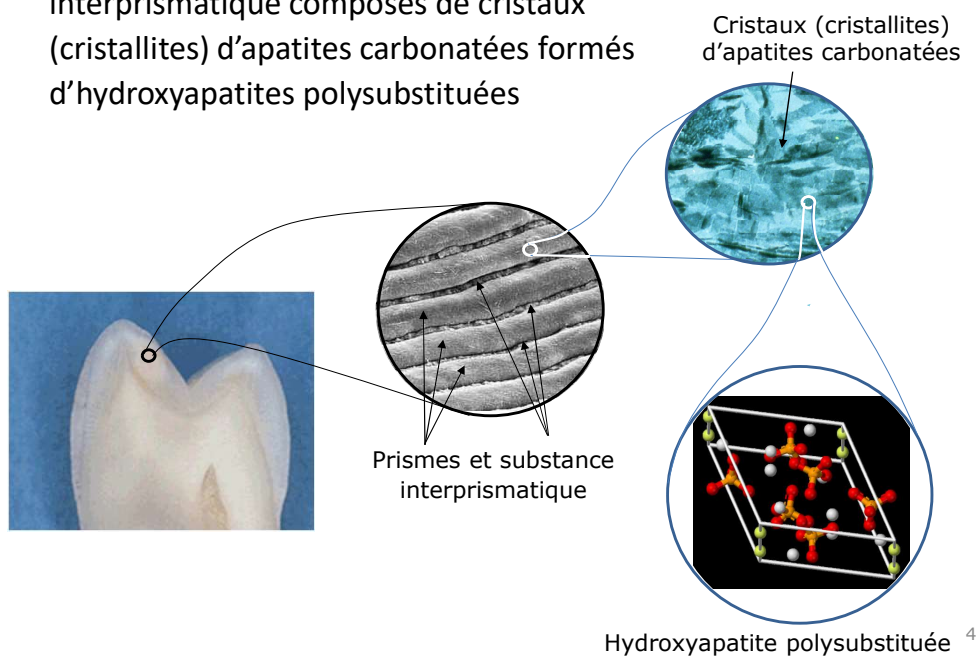 interprismatique composés de cristaux
(cristallites) d’apatites carbonatées formés
d’hydroxyapatites polysubstituées
Cristaux (cristallites)
d’apatites carbonatées
Prismes et substance
interprismatique
Hydroxyapatite polysubstituée
4